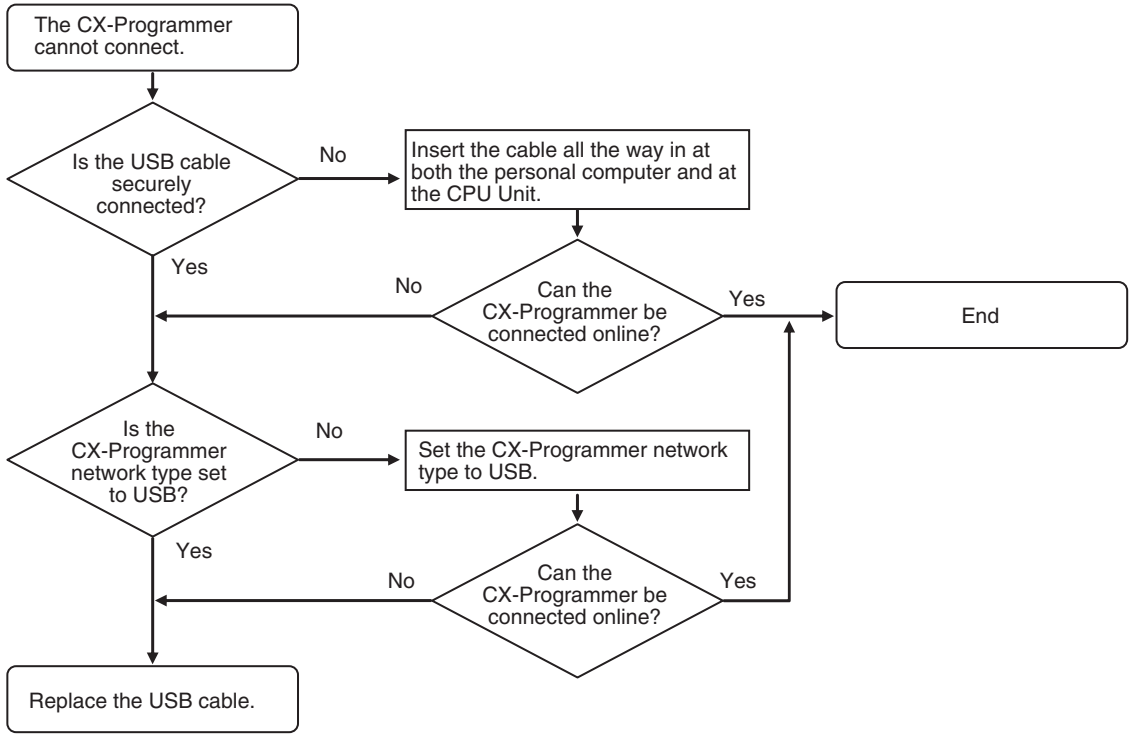 The CX-Programmer
cannot connect.
Is the USB cable
securely
connected?
No
Insert the cable all the way in at
both the personal computer and at
the CPU Unit.
Yes
No
Can the
CX-Programmer be
connected online?
Yes
End
Is the
CX-Programmer
network type set
to USB?
No
Set the CX-Programmer network
type to USB.
Yes
No
Can the
CX-Programmer be
connected online?
Yes
Replace the USB cable.